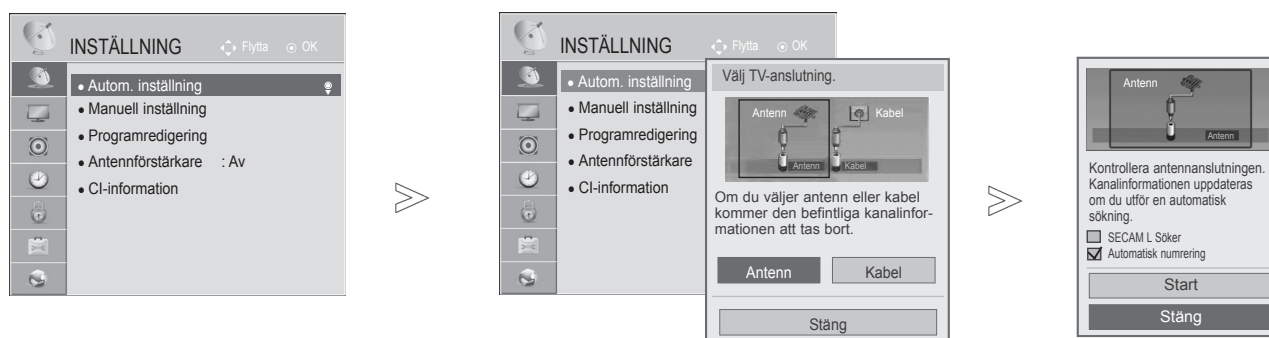 INSTÄLLNING Flytta OK
• Autom. inställning
• Manuell inställning
• Programredigering
• Antennförstärkare : Av
• CI-information
INSTÄLLNING Flytta OK
• Autom. inställning
• Manuell inställning
• Programredigering
• Antennförstärkare
• CI-information
Välj TV-anslutning.
Antenn Kabel
Antenn Kabel
Om du väljer antenn eller kabel
kommer den befintliga kanalinfor-
mationen att tas bort.
Antenn Kabel
Stäng
Antenn
Antenn
Kontrollera antennanslutningen.
Kanalinformationen uppdateras
om du utför en automatisk
sökning.
SECAM L Söker
Automatisk numrering
Start
Stäng